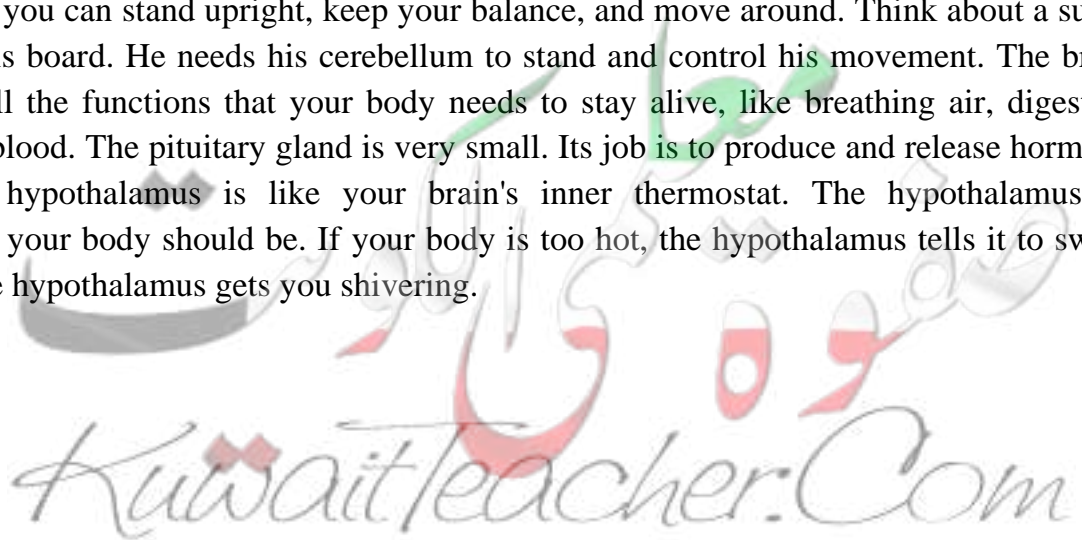 you can stand upright, keep your balance, and move around. Think about a su
s board. He needs his cerebellum to stand and control his movement. The br
ll the functions that your body needs to stay alive, like breathing air, digest
blood. The pituitary gland is very small. Its job is to produce and release horm
hypothalamus is like your brain's inner thermostat. The hypothalamus
your body should be. If your body is too hot, the hypothalamus tells it to sw
e hypothalamus gets you shivering.
KuwaitTeacher.Com